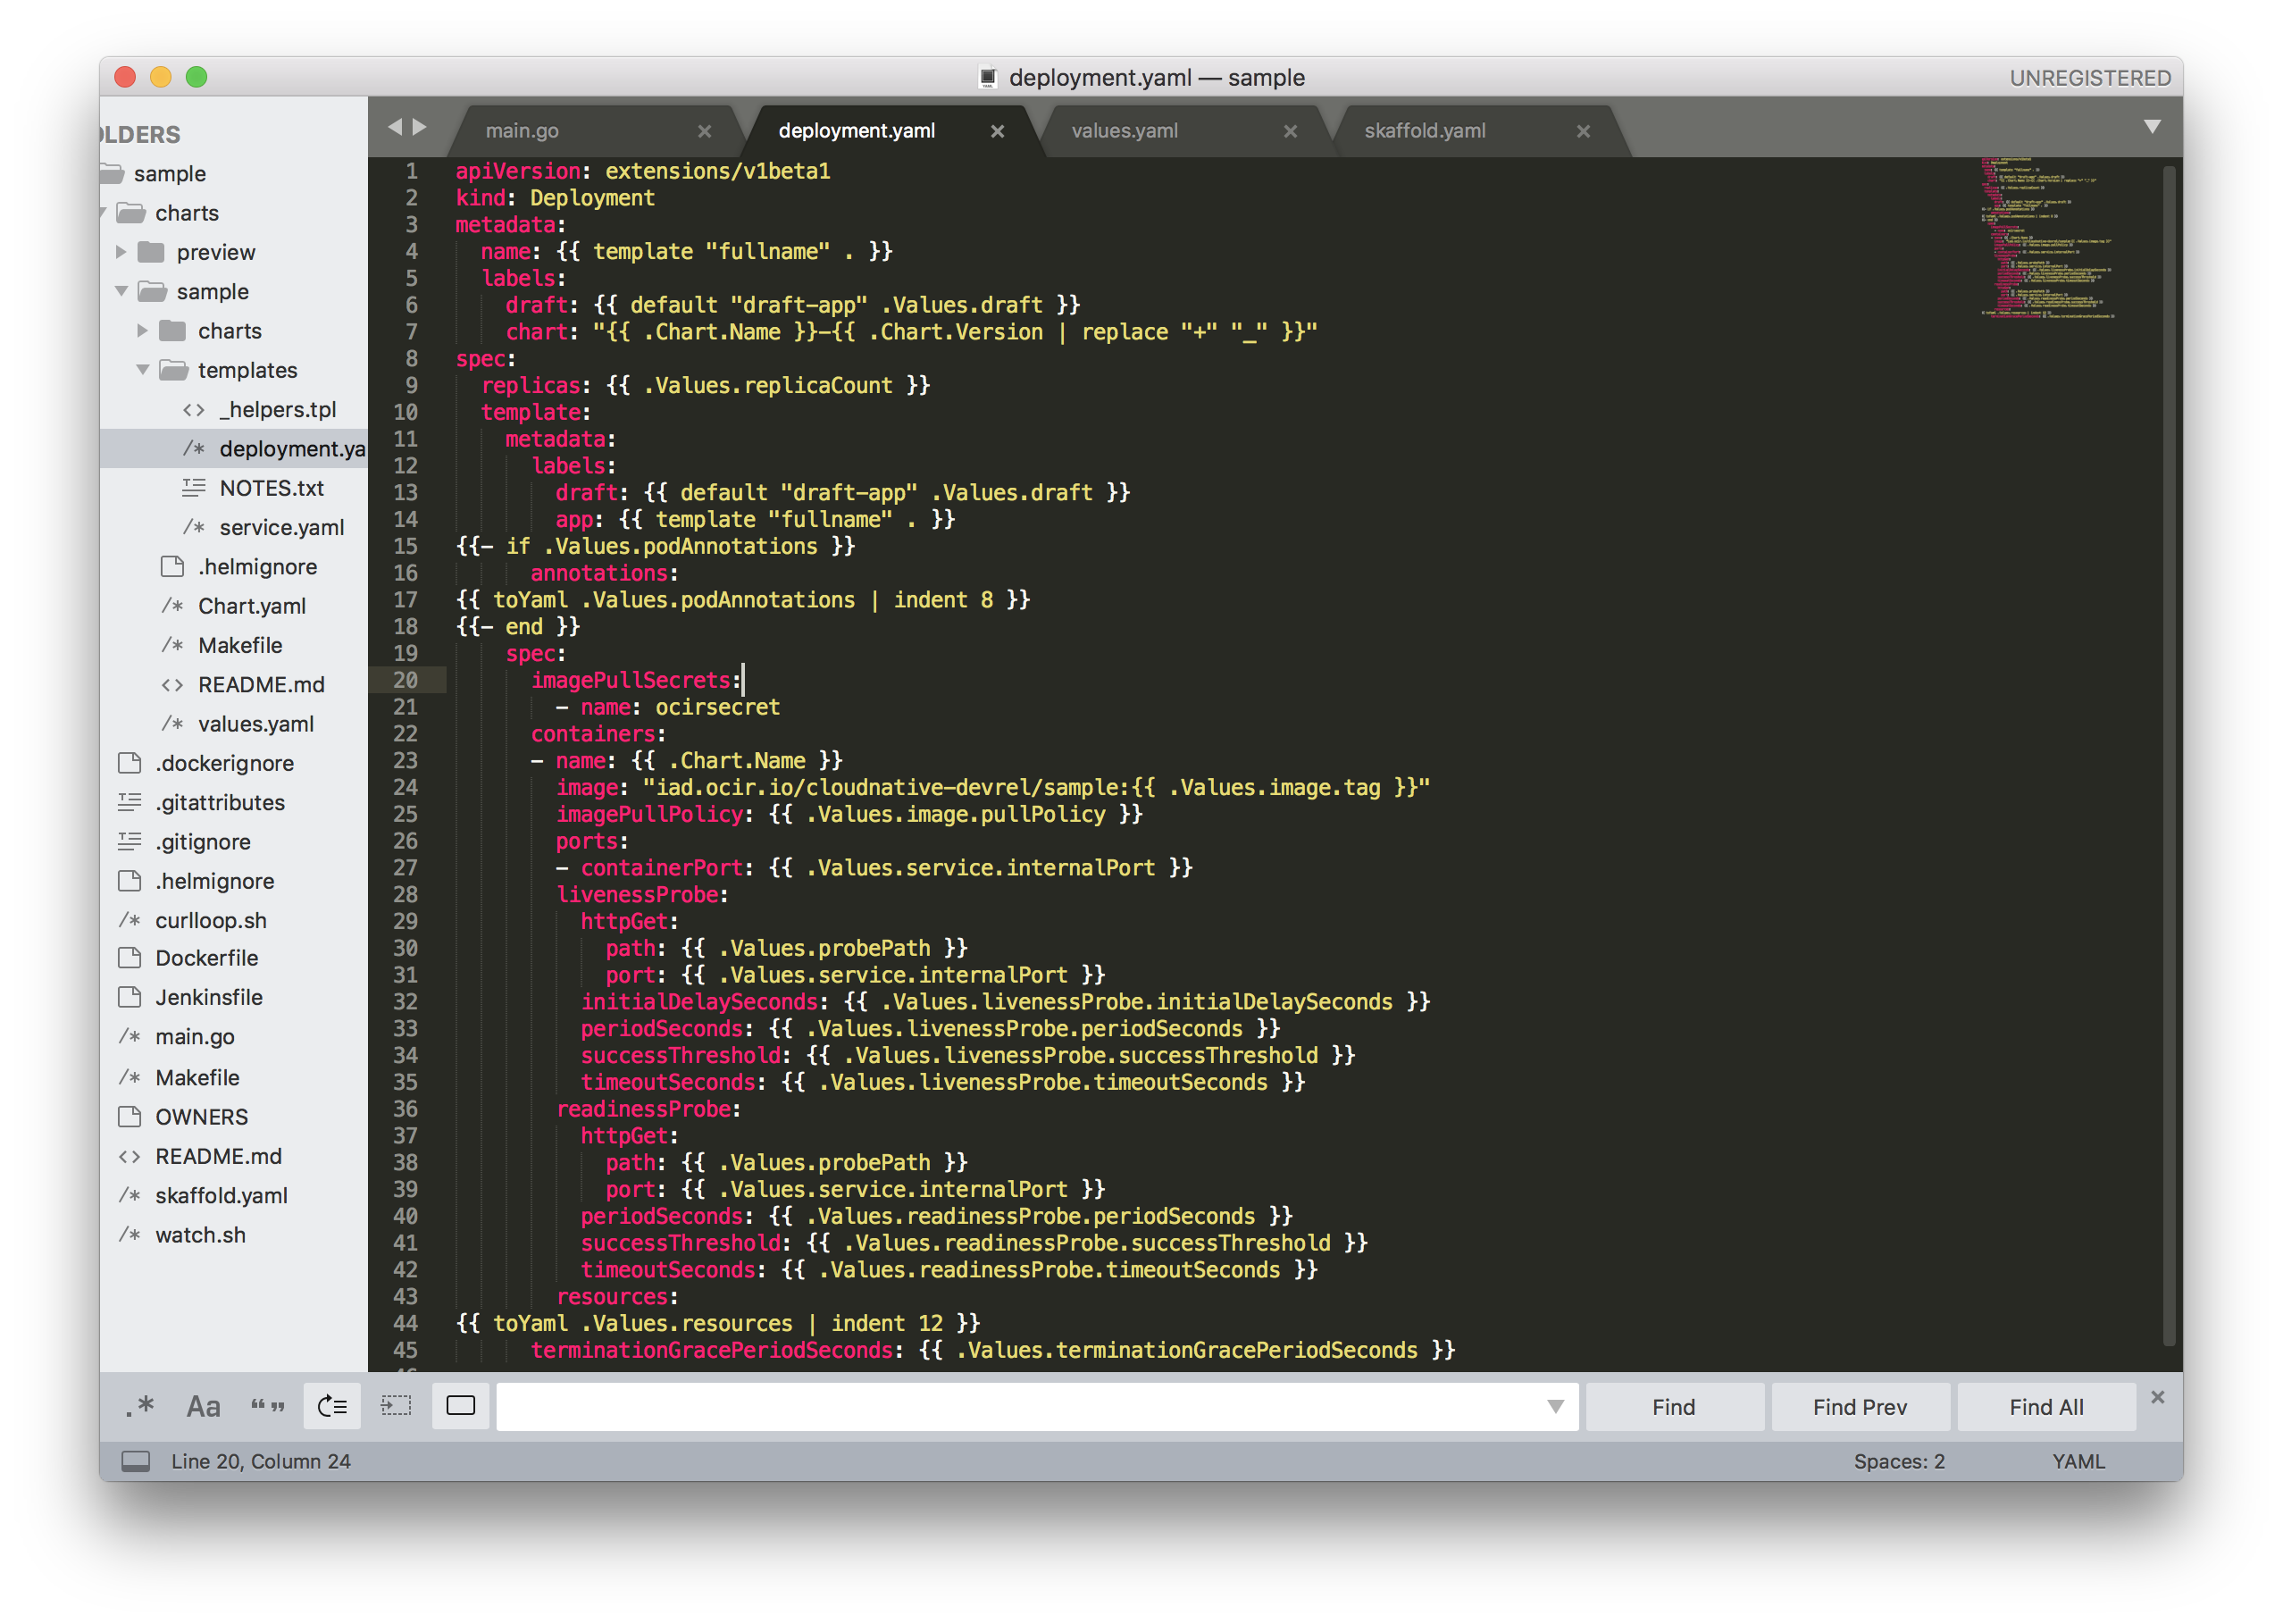 deployment.yaml — sample
UNREGISTERED
OLDERS
sample
charts
preview
sample
charts
templates
<> _helpers.tpl
/* deployment.ya
NOTES.txt
/* service.yaml
.helmignore
/* Chart.yaml
/* Makefile
<> README.md
/* values.yaml
.dockerignore
.gitattributes
.gitignore
.helmignore
/* curlloop.sh
Dockerfile
Jenkinsfile
/* main.go
/* Makefile
OWNERS
<> README.md
/* skaffold.yaml
/* watch.sh
main.go
deployment.yaml
values.yaml
skaffold.yaml
1 apiVersion: extensions/v1beta1
2 kind: Deployment
3 metadata:
4   name: {{ template "fullname" . }}
5   labels:
6     draft: {{ default "draft-app" .Values.draft }}
7     chart: "{{ .Chart.Name }}-{{ .Chart.Version | replace "+" "_" }}"
8 spec:
9   replicas: {{ .Values.replicaCount }}
10   template:
11     metadata:
12       labels:
13         draft: {{ default "draft-app" .Values.draft }}
14         app: {{ template "fullname" . }}
15 {{- if .Values.podAnnotations }}
16       annotations:
17 {{ toYaml .Values.podAnnotations | indent 8 }}
18 {{- end }}
19     spec:
20       imagePullSecrets:
21         - name: ocirsecret
22       containers:
23       - name: {{ .Chart.Name }}
24         image: "iad.ocir.io/cloudnative-devrel/sample:{{ .Values.image.tag }}"
25         imagePullPolicy: {{ .Values.image.pullPolicy }}
26         ports:
27         - containerPort: {{ .Values.service.internalPort }}
28         livenessProbe:
29           httpGet:
30             path: {{ .Values.probePath }}
31             port: {{ .Values.service.internalPort }}
32           initialDelaySeconds: {{ .Values.livenessProbe.initialDelaySeconds }}
33           periodSeconds: {{ .Values.livenessProbe.periodSeconds }}
34           successThreshold: {{ .Values.livenessProbe.successThreshold }}
35           timeoutSeconds: {{ .Values.livenessProbe.timeoutSeconds }}
36         readinessProbe:
37           httpGet:
38             path: {{ .Values.probePath }}
39             port: {{ .Values.service.internalPort }}
40           periodSeconds: {{ .Values.readinessProbe.periodSeconds }}
41           successThreshold: {{ .Values.readinessProbe.successThreshold }}
42           timeoutSeconds: {{ .Values.readinessProbe.timeoutSeconds }}
43         resources:
44 {{ toYaml .Values.resources | indent 12 }}
45       terminationGracePeriodSeconds: {{ .Values.terminationGracePeriodSeconds }}
.* Aa “”
Find
Find Prev
Find All
Line 20, Column 24
Spaces: 2
YAML